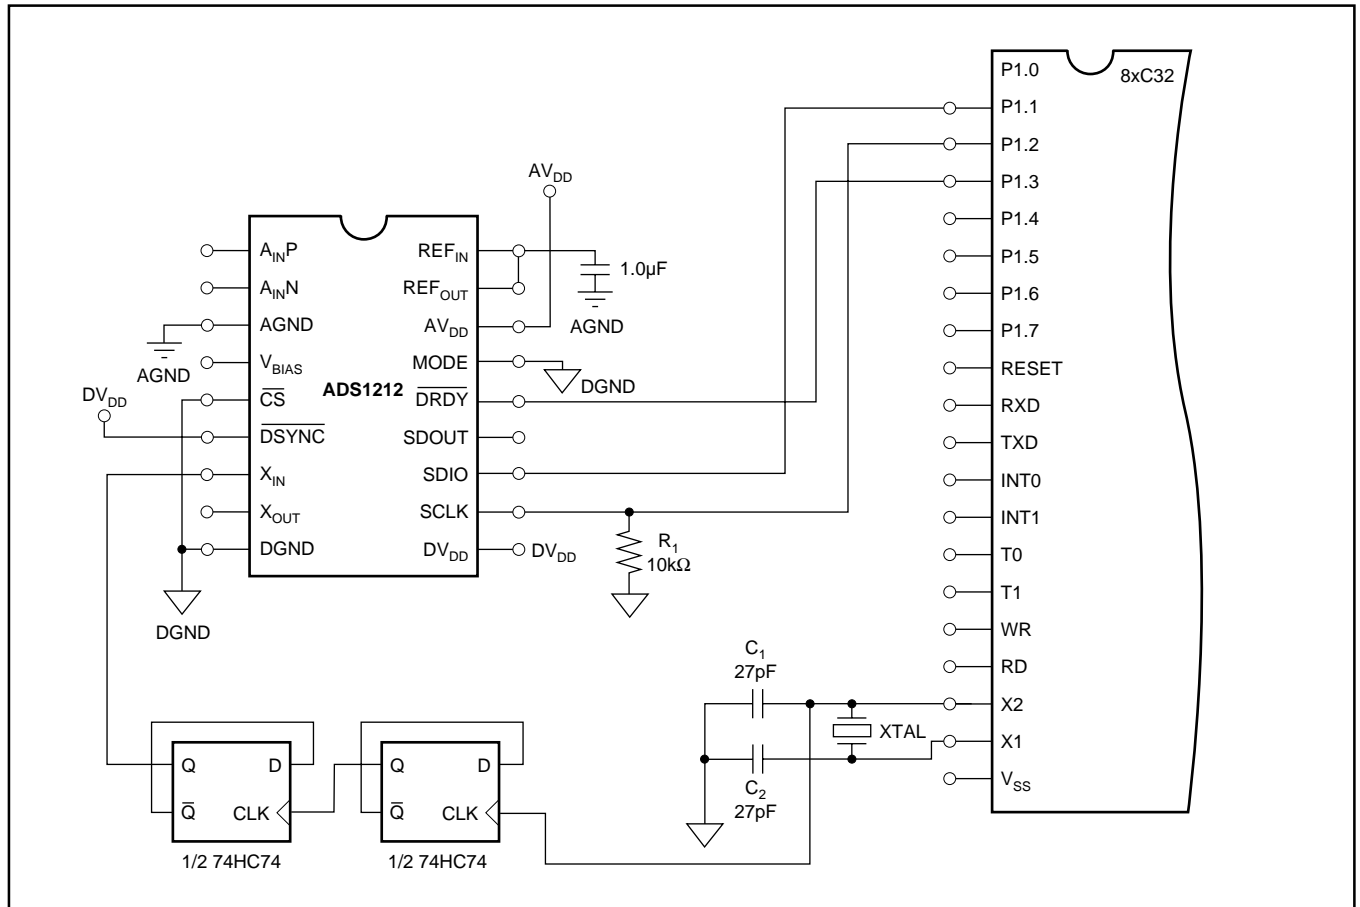 8xC32
P1.0
P1.1
P1.2
P1.3
P1.4
P1.5
P1.6
P1.7
RESET
RXD
TXD
INT0
INT1
T0
T1
WR
RD
X2
X1
VSS
AVDD
AINP
AINN
AGND
VBIAS
CS
DSYNC
XIN
XOUT
DGND
ADS1212
REFIN
REFOUT
AVDD
MODE
DRDY
SDOUT
SDIO
SCLK
DVDD
1.0µF
AGND
DGND
AGND
DVDD
DVDD
R1
10kΩ
DGND
C1
27pF
XTAL
C2
27pF
Q D
Q CLK
1/2 74HC74
Q D
Q CLK
1/2 74HC74